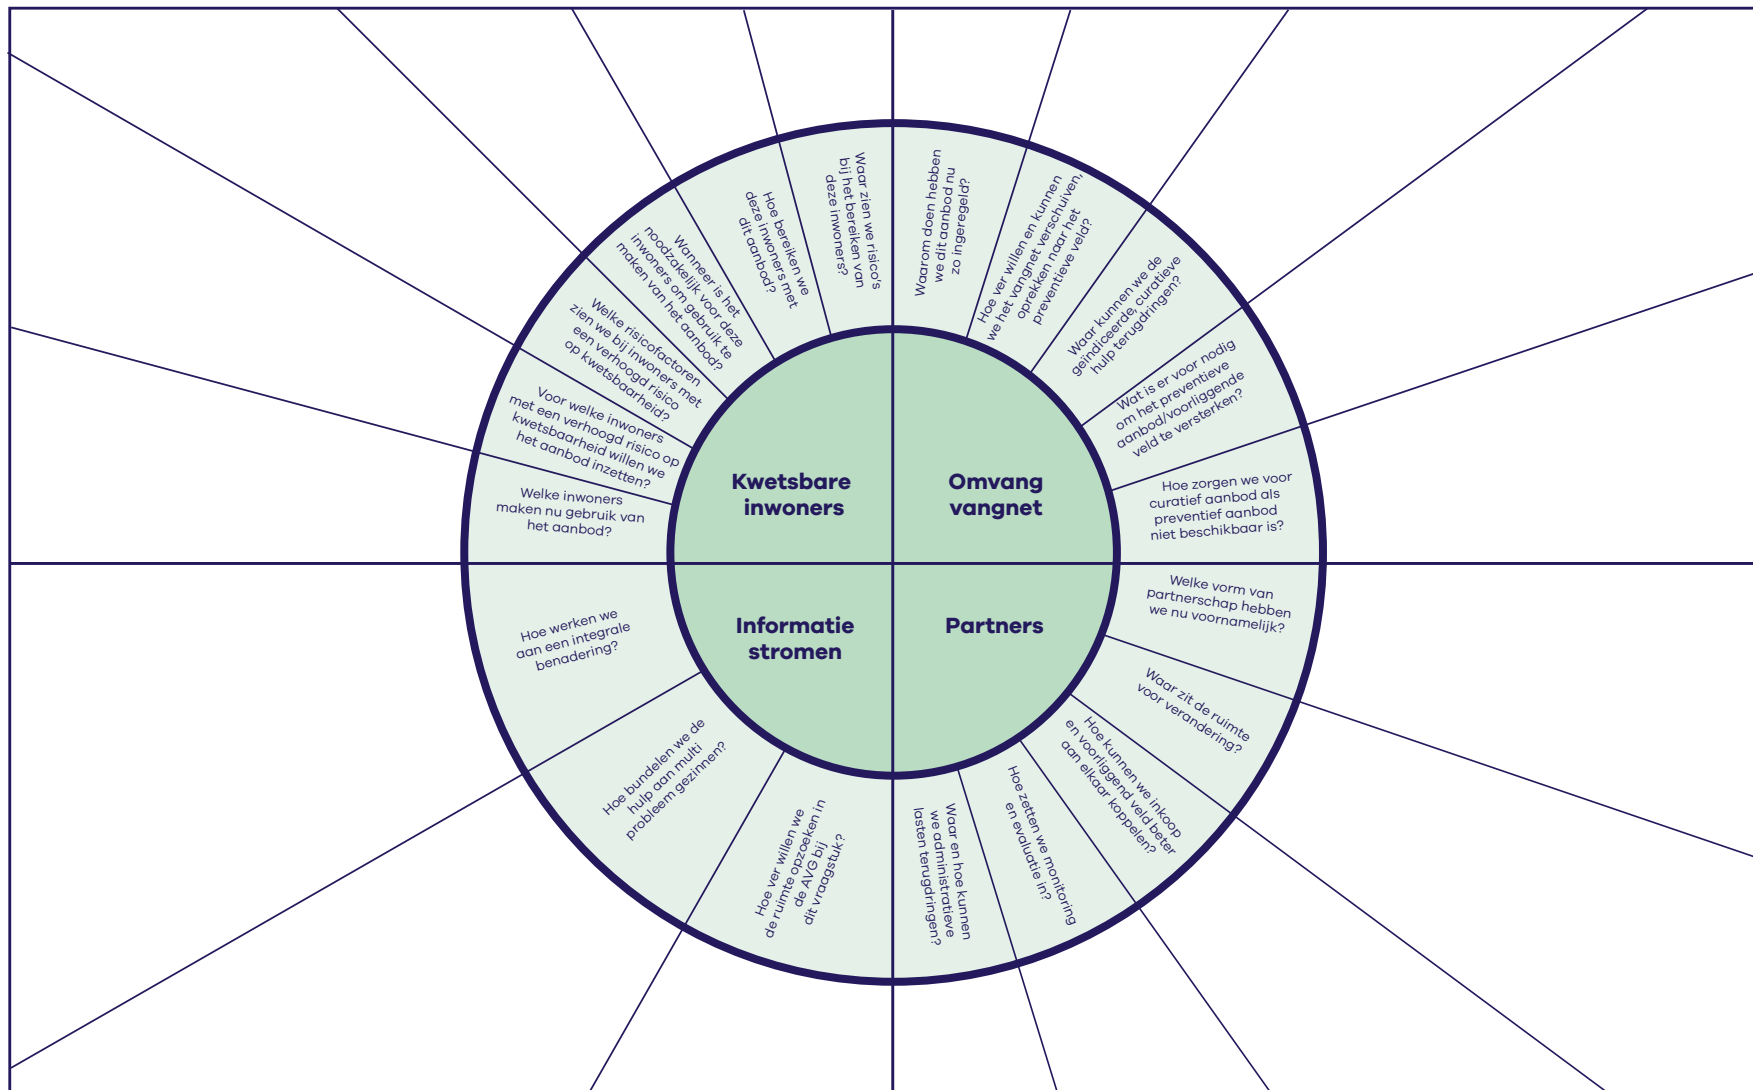 Kwetsbare
inwoners
Welke inwoners
maken nu gebruik van
het aanbod?
Voor welke inwoners
met een verhoogd risico op
kwetsbaarheid willen we
het aanbod inzetten?
Welke risicofactoren
zien we bij inwoners met
een verhoogd risico
op kwetsbaarheid?
Wanneer is het
noodzakelijk voor deze
inwoners om gebruik te
maken van het aanbod?
Hoe bereiken we
deze inwoners met
dit aanbod?
Waar zien we risico's
bij het bereiken van
deze inwoners?
Omvang
vangnet
Waarom doen hebben
we dit aanbod nu
zo ingeregeld?
Hoe ver willen en kunnen
we het vangnet verschuiven,
oprekken naar het
preventieve veld?
Waar kunnen we de
geïndiceerde, curatieve
hulp terugdringen?
Wat is er voor nodig
om het preventieve
aanbod/voorliggende
veld te versterken?
Hoe zorgen we voor
curatief aanbod als
preventief aanbod
niet beschikbaar is?
Partners
Welke vorm van
partnerschap hebben
we nu voornamelijk?
Waar zit de ruimte
voor verandering?
Hoe kunnen we inkoop
en voorliggend veld beter
aan elkaar koppelen?
Hoe zetten we monitoring
en evaluatie in?
Waar en hoe kunnen
we administratieve
lasten terugdringen?
Informatie
stromen
Hoe ver willen we
de ruimte opzoeken in
de AVG bij
dit vraagstuk?
Hoe bundelen we de
hulp aan multi
probleem gezinnen?
Hoe werken we
aan een integrale
benadering?